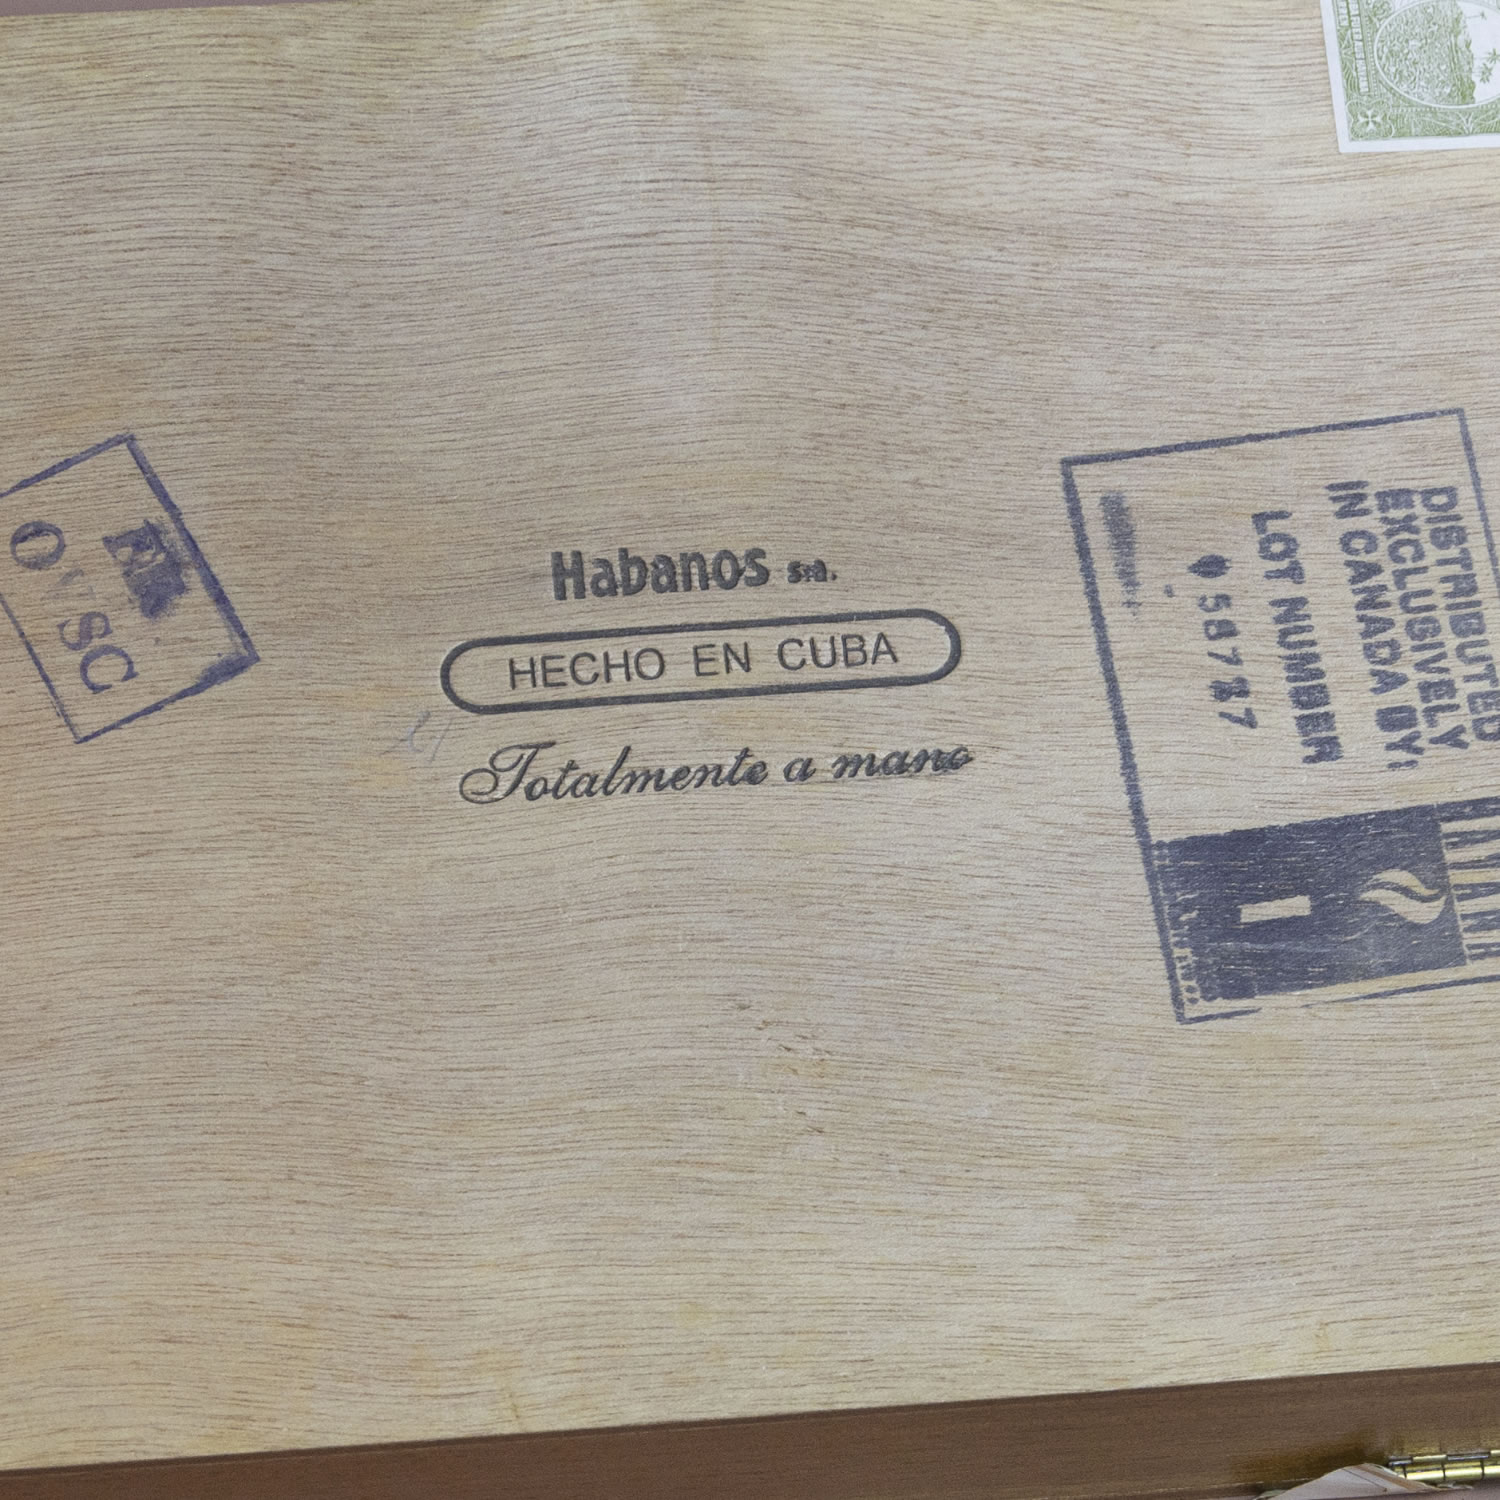 OVSC
Habanos s.a.
HECHO EN CUBA
Totalmente a mano
DISTRIBUTED
EXCLUSIVELY
IN CANADA BY:
LOT NUMBER